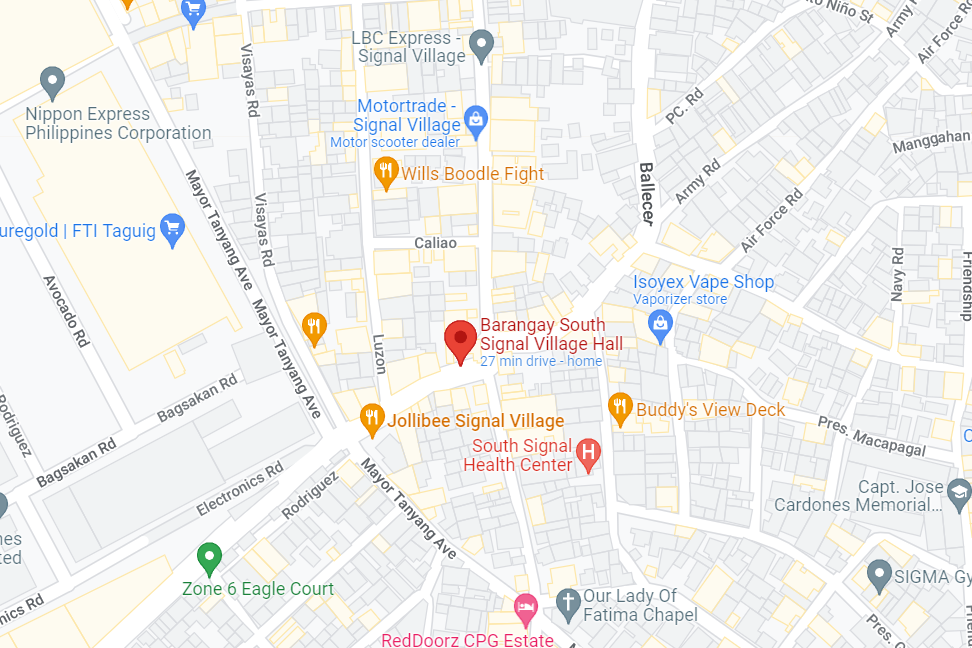 ko Niño St
Army R
Air Force Rd
LBC Express -
Signal Village
Visayas Rd
Nippon Express
Philippines Corporation
Motortrade -
Signal Village
Motor scooter dealer
PC. Rd
Manggahan
Wills Boodle Fight
Ballecer
Army Rd
Mayor Tanyang Ave
Visayas Rd
Air Force Rd
uregold | FTI Taguig
Caliao
Avocado Rd
Navy Rd
Friendship
Isoyex Vape Shop
Vaporizer store
Mayor Tanyang Ave
Barangay South
Signal Village Hall
27 min drive - home
Luzon
Bagsakan Rd
Rodriguez
Jollibee Signal Village
Buddy's View Deck
Pres. Macapagal
Bagsakan Rd
South Signal
Health Center
Electronics Rd
Rodriguez
Mayor Tanyang Ave
Capt. Jose
Cardones Memorial...
nes
ted
Zone 6 Eagle Court
SIGMA Gy
Our Lady Of
Fatima Chapel
nics Rd
RedDoorz CPG Estate
Pres.